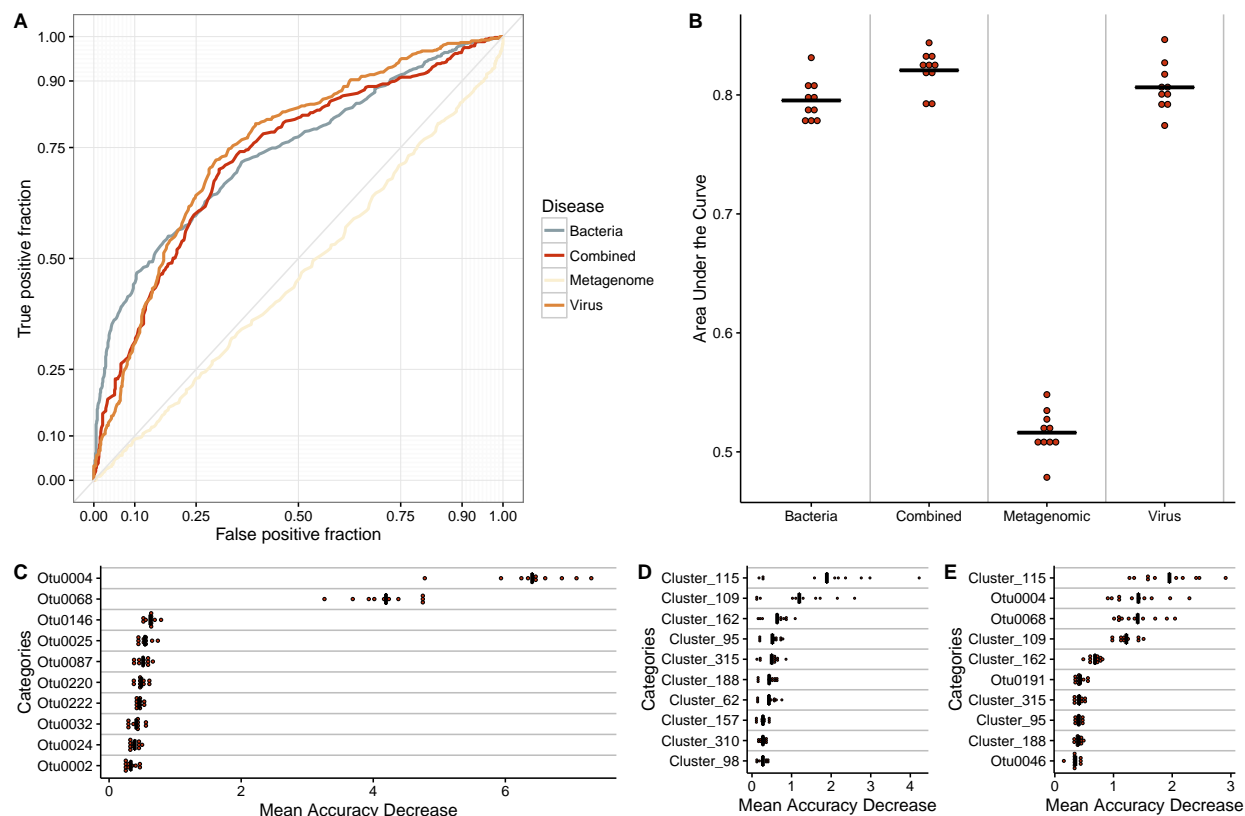 A
1.00
0.90
0.75
0.50
0.25
0.10
0.00
True positive fraction
0.00 0.10 0.25 0.50 0.75 0.90 1.00
False positive fraction
Disease
Bacteria
Combined
Metagenome
Virus
B
0.8
0.7
0.6
0.5
Area Under the Curve
Bacteria Combined Metagenomic Virus
C
Otu0004
Otu0068
Otu0146
Otu0025
Otu0087
Otu0220
Otu0222
Otu0032
Otu0024
Otu0002
Categories
0 2 4 6
Mean Accuracy Decrease
D
Cluster_115
Cluster_109
Cluster_162
Cluster_95
Cluster_315
Cluster_188
Cluster_62
Cluster_157
Cluster_310
Cluster_98
Categories
0 1 2 3 4
Mean Accuracy Decrease
E
Cluster_115
Otu0004
Otu0068
Cluster_109
Cluster_162
Otu0191
Cluster_315
Cluster_95
Cluster_188
Otu0046
Categories
0 1 2 3
Mean Accuracy Decrease